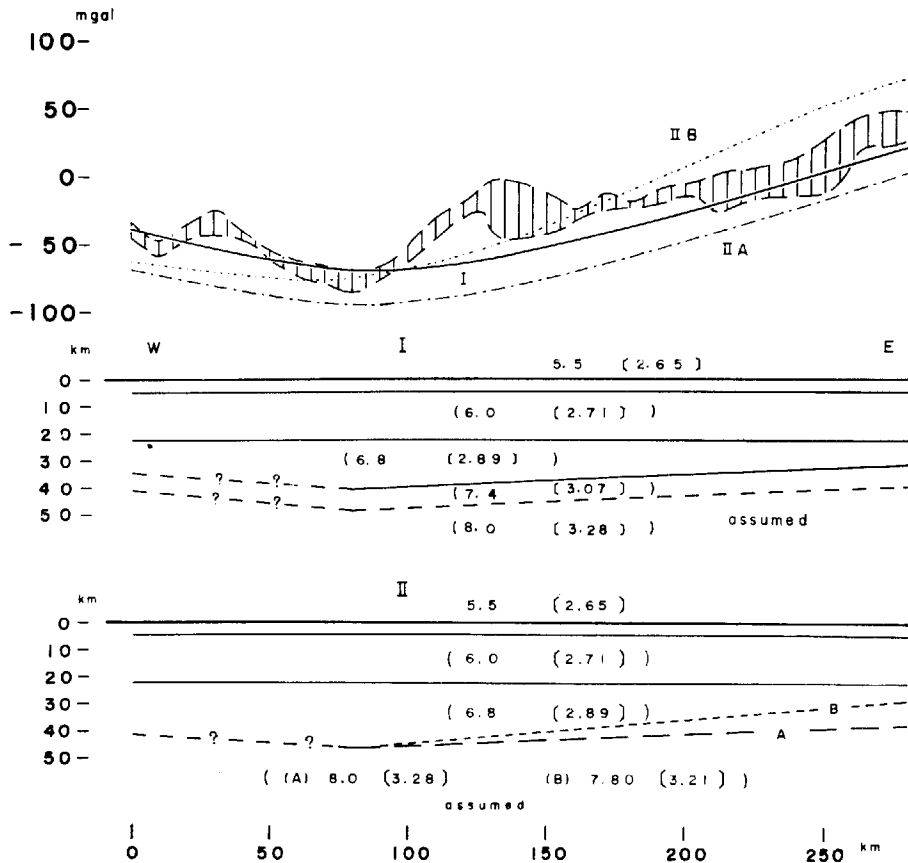 mgal
100-
50-
II B
0-
- 50-
II A
I
-100-
km W I E
5.5 [2.65]
0-
10- (6.0 [2.71] )
20-
30- (6.8 [2.89] )
? ?
40- (7.4 [3.07] )
? ?
50- (8.0 [3.28] ) assumed
II
km 5.5 [2.65]
0-
10- ( 6.0 [2.71] )
20-
30- ( 6.8 [2.89] ) B
40- ? ? A
50-
( (A) 8.0 [3.28] (B) 7.80 [3.21] )
assumed
0 50 100 150 200 250 km